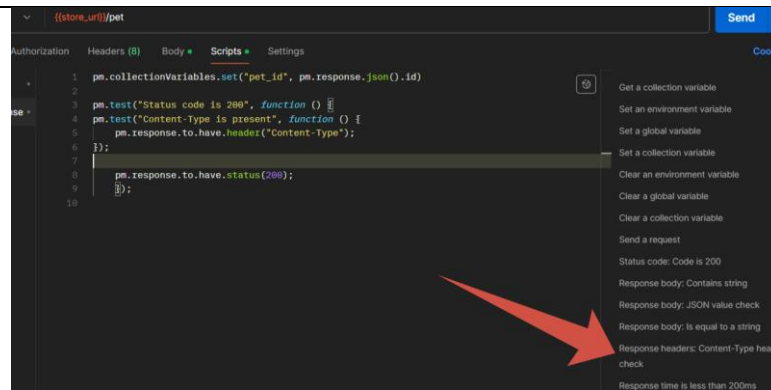 {{store_url}}/pet
Send
Authorization Headers (8) Body Scripts Settings
Coo
1 pm.collectionVariables.set("pet_id", pm.response.json().id)
2
3 pm.test("Status code is 200", function () {
4 pm.test("Content-Type is present", function () {
5 pm.response.to.have.header("Content-Type");
6 });
7
8 pm.response.to.have.status(200);
9 });
10
Get a collection variable
Set an environment variable
Set a global variable
Set a collection variable
Clear an environment variable
Clear a global variable
Clear a collection variable
Send a request
Status code: Code is 200
Response body: Contains string
Response body: JSON value check
Response body: Is equal to a string
Response headers: Content-Type hea
check
Response time is less than 200ms